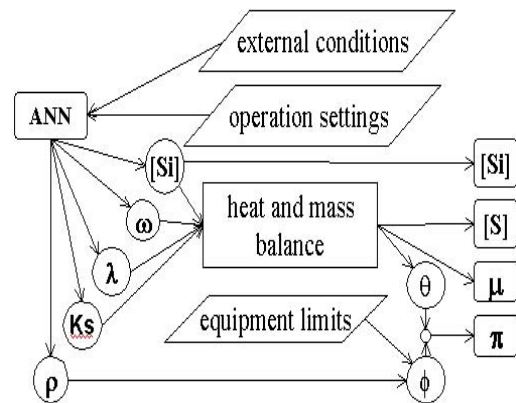 external conditions
ANN
operation settings
[Si]
[Si]
ω
heat and mass
balance
[S]
λ
θ
μ
Ks
equipment limits
π
ρ
ϕ